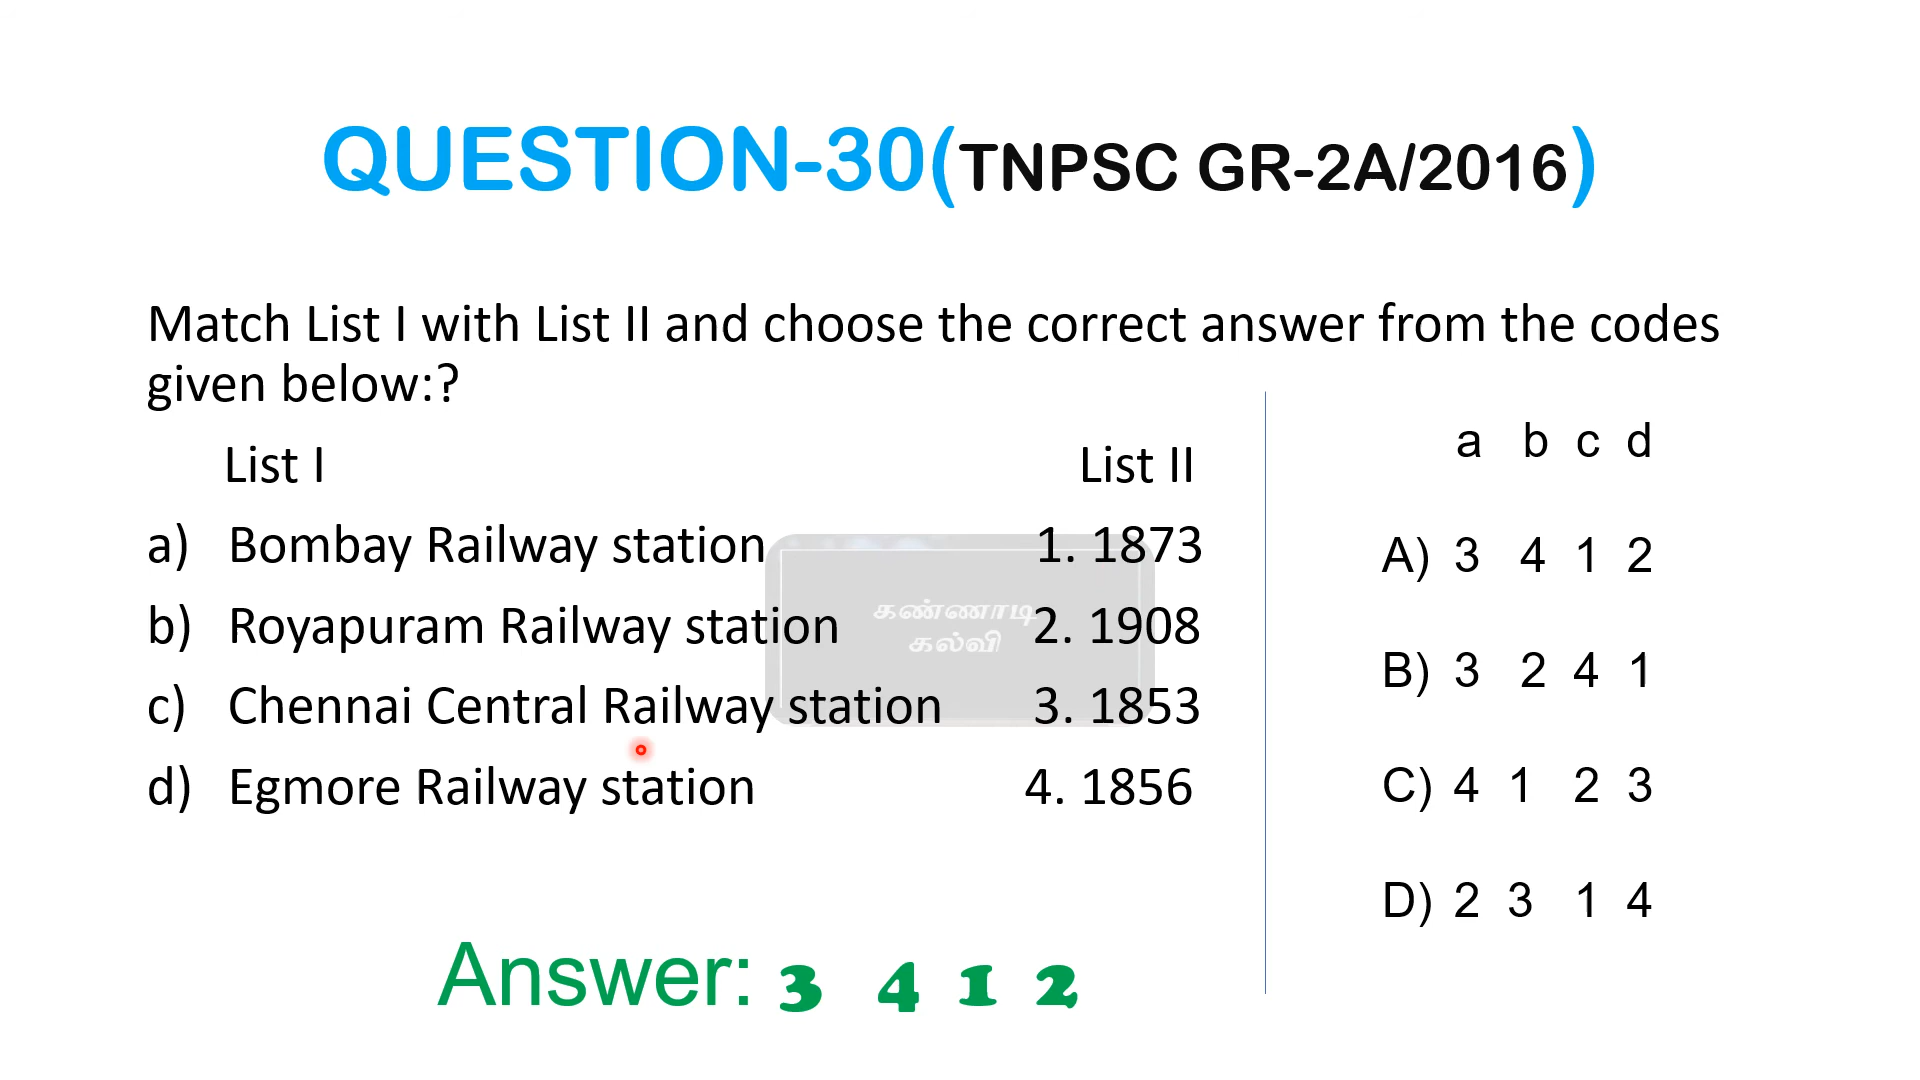 QUESTION-30(TNPSC GR-2A/2016)
Match List I with List II and choose the correct answer from the codes
given below:?
List I List II
a) Bombay Railway station 1. 1873
b) Royapuram Railway station 2. 1908
c) Chennai Central Railway station 3. 1853
d) Egmore Railway station 4. 1856
a b c d
A) 3 4 1 2
B) 3 2 4 1
C) 4 1 2 3
D) 2 3 1 4
Answer: 3 4 1 2
கண்ணாடி
கல்வி